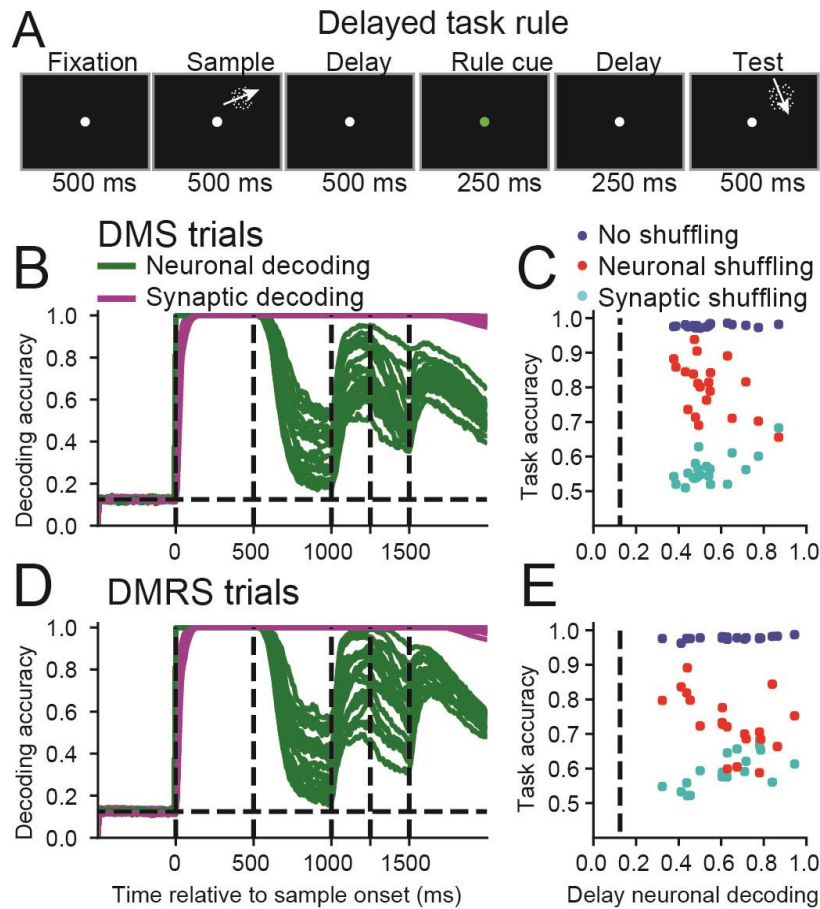 A
Delayed task rule
Fixation Sample Delay Rule cue Delay Test
500 ms 500 ms 500 ms 250 ms 250 ms 500 ms
DMS trials
B
Neuronal decoding
Synaptic decoding
Decoding accuracy
1.0
0.8
0.6
0.4
0.2
0.0
0 500 1000 1500
C
No shuffling
Neuronal shuffling
Synaptic shuffling
Task accuracy
1.0
0.9
0.8
0.7
0.6
0.5
0.0 0.2 0.4 0.6 0.8 1.0
D
DMRS trials
Decoding accuracy
1.0
0.8
0.6
0.4
0.2
0.0
0 500 1000 1500
Time relative to sample onset (ms)
E
Task accuracy
1.0
0.9
0.8
0.7
0.6
0.5
0.0 0.2 0.4 0.6 0.8 1.0
Delay neuronal decoding